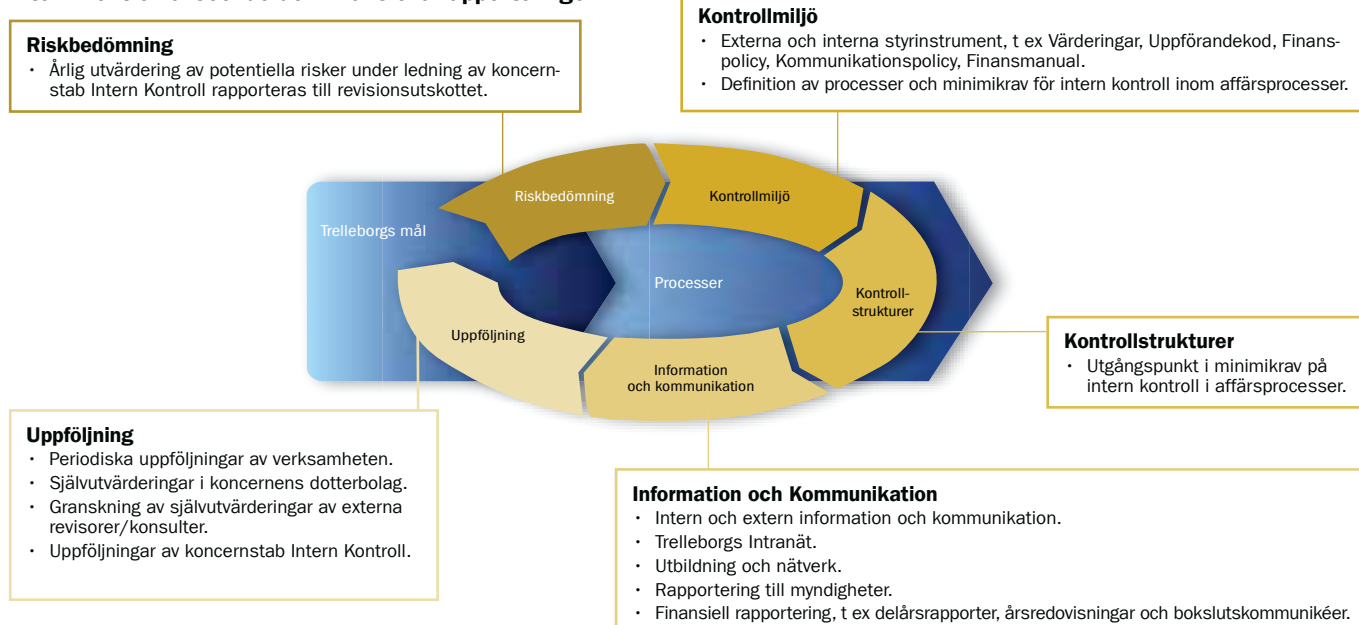 Riskbedömning
· Årlig utvärdering av potentiella risker under ledning av koncern-
stab Intern Kontroll rapporteras till revisionsutskottet.
Kontrollmiljö
· Externa och interna styrinstrument, t ex Värderingar, Uppförandekod, Finans-
policy, Kommunikationspolicy, Finansmanual.
· Definition av processer och minimikrav för intern kontroll inom affärsprocesser.
Riskbedömning
Kontrollmiljö
Trelleborgs mål
Processer
Kontroll-
strukturer
Uppföljning
Information
och kommunikation
Kontrollstrukturer
· Utgångspunkt i minimikrav på
intern kontroll i affärsprocesser.
Uppföljning
· Periodiska uppföljningar av verksamheten.
· Självutvärderingar i koncernens dotterbolag.
· Granskning av självutvärderingar av externa
revisorer/konsulter.
· Uppföljningar av koncernstab Intern Kontroll.
Information och Kommunikation
· Intern och extern information och kommunikation.
· Trelleborgs Intranät.
· Utbildning och nätverk.
· Rapportering till myndigheter.
· Finansiell rapportering, t ex delårsrapporter, årsredovisningar och bokslutskommunikéer.